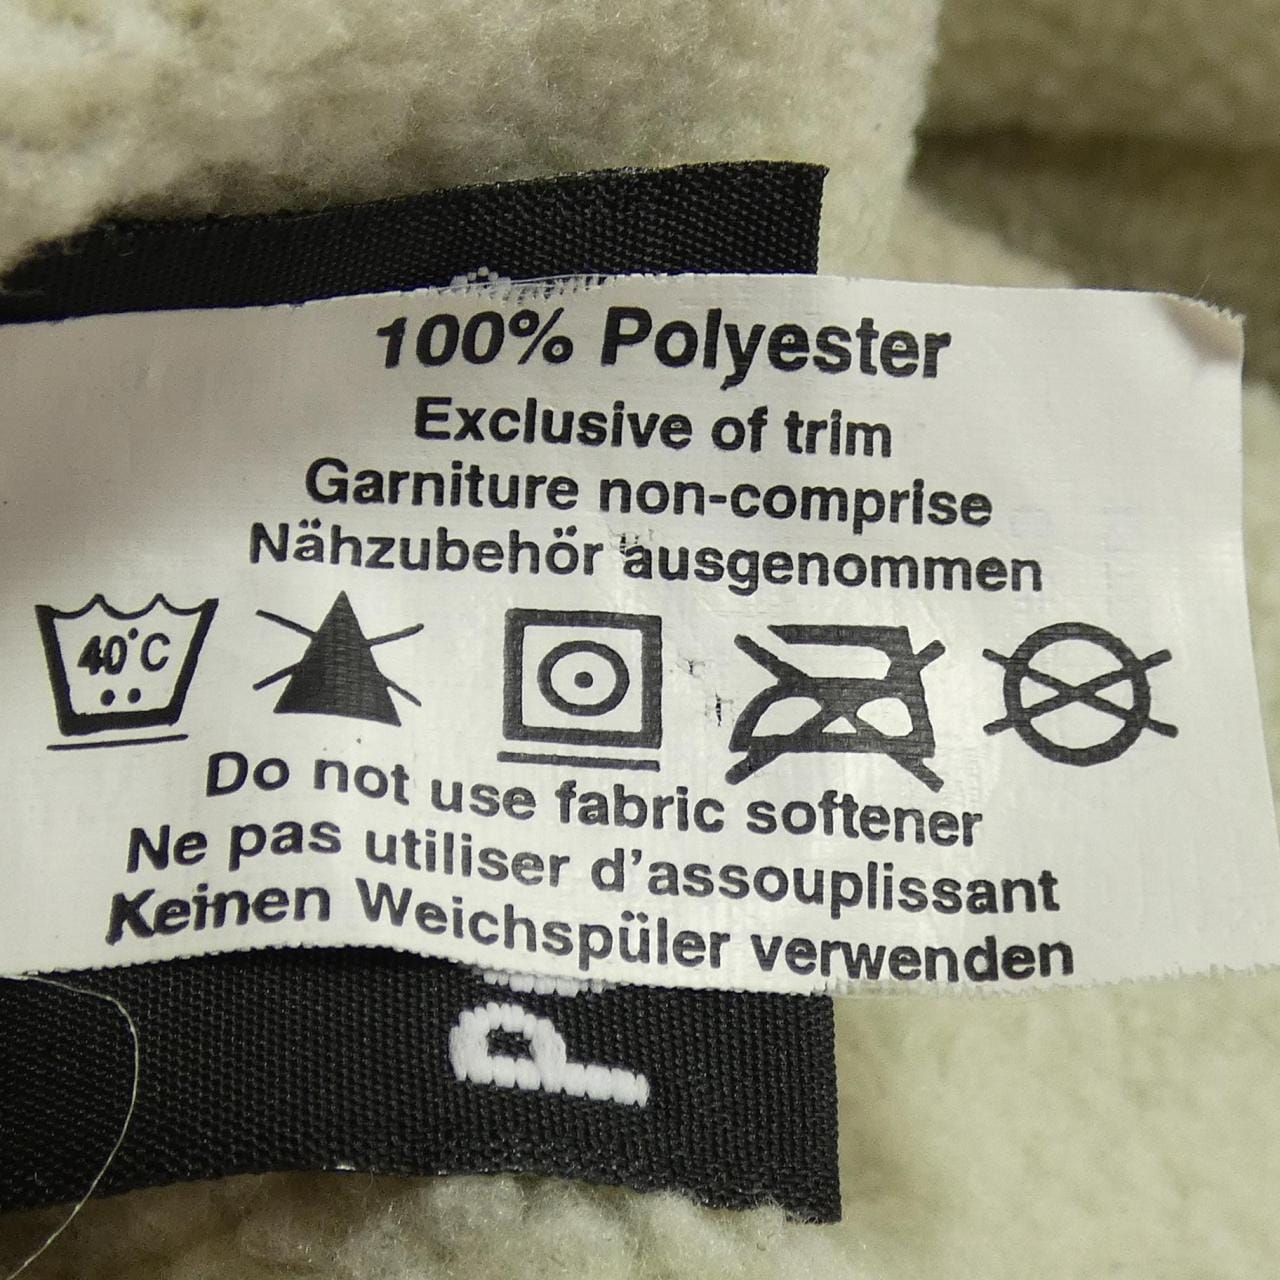 100% Polyester
Exclusive of trim
Garniture non-comprise
Nähzubehör ausgenommen
40°C
Do not use fabric softener
Ne pas utiliser d'assouplissant
Keinen Weichspüler verwenden